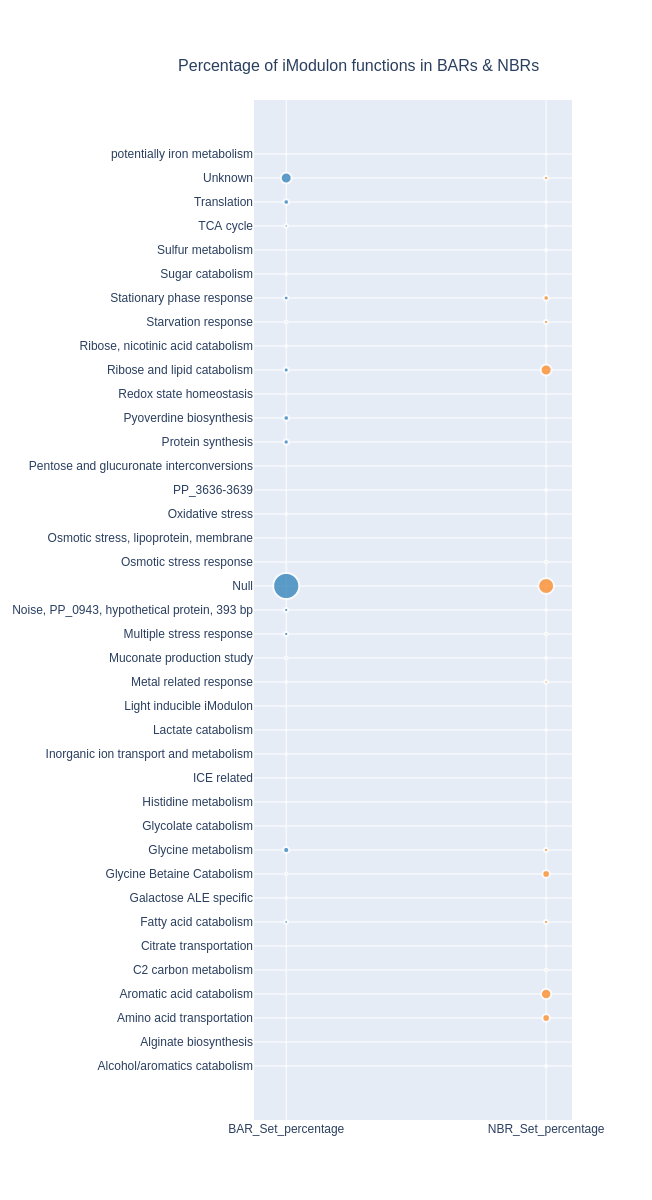 Percentage of iModulon functions in BARs & NBRs
potentially iron metabolism
Unknown
Translation
TCA cycle
Sulfur metabolism
Sugar catabolism
Stationary phase response
Starvation response
Ribose, nicotinic acid catabolism
Ribose and lipid catabolism
Redox state homeostasis
Pyoverdine biosynthesis
Protein synthesis
Pentose and glucuronate interconversions
PP_3636-3639
Oxidative stress
Osmotic stress, lipoprotein, membrane
Osmotic stress response
Null
Noise, PP_0943, hypothetical protein, 393 bp
Multiple stress response
Muconate production study
Metal related response
Light inducible iModulon
Lactate catabolism
Inorganic ion transport and metabolism
ICE related
Histidine metabolism
Glycolate catabolism
Glycine metabolism
Glycine Betaine Catabolism
Galactose ALE specific
Fatty acid catabolism
Citrate transportation
C2 carbon metabolism
Aromatic acid catabolism
Amino acid transportation
Alginate biosynthesis
Alcohol/aromatics catabolism
BAR_Set_percentage NBR_Set_percentage